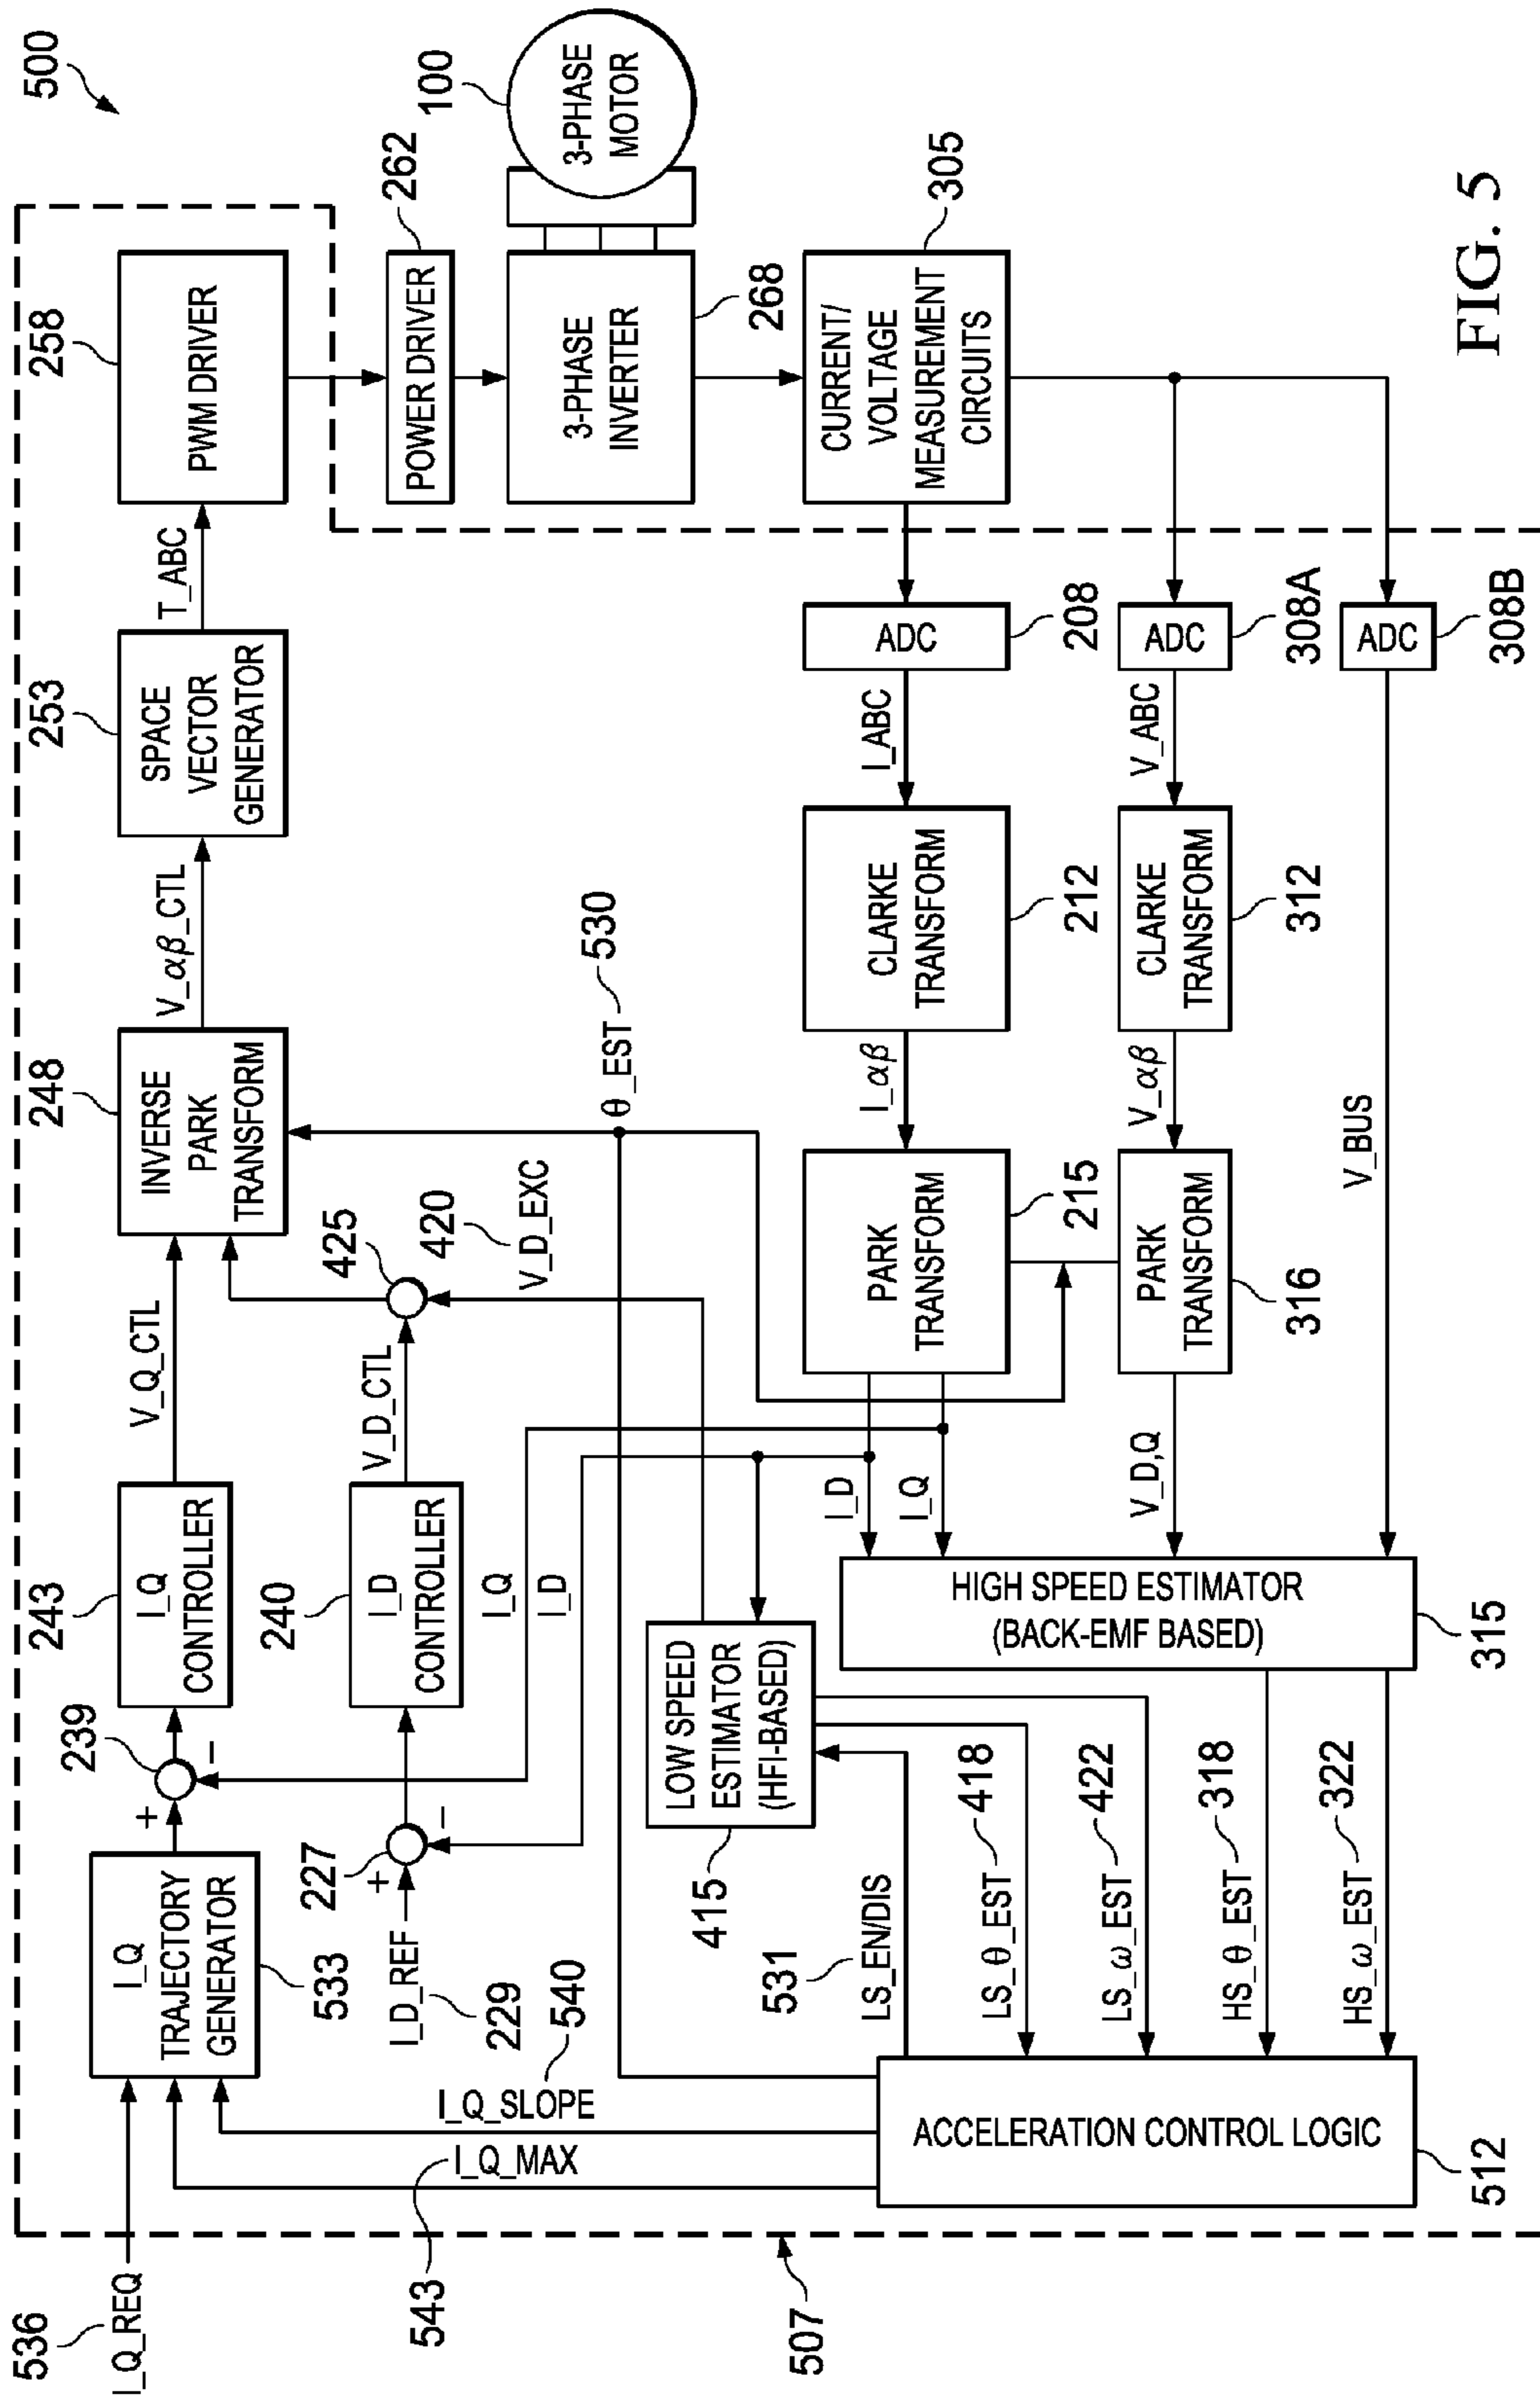 500
536
I_Q_REQ
I_Q
TRAJECTORY
GENERATOR
533
+
−
239
243
I_Q
CONTROLLER
V_Q_CTL
248
INVERSE
PARK
TRANSFORM
V_αβ_CTL
253
SPACE
VECTOR
GENERATOR
T_ABC
258
PWM DRIVER
I_D_REF
229
+
−
227
240
I_D
CONTROLLER
V_D_CTL
425
420
V_D_EXC
262
POWER DRIVER
543
I_Q_MAX
I_Q_SLOPE
540
I_Q
I_D
θ_EST
530
3-PHASE
INVERTER
268
3-PHASE
MOTOR
100
507
531
LS_EN/DIS
415
LOW SPEED
ESTIMATOR
(HFI-BASED)
I_D
I_Q
PARK
TRANSFORM
215
I_αβ
CLARKE
TRANSFORM
212
I_ABC
ADC
208
CURRENT/
VOLTAGE
MEASUREMENT
CIRCUITS
305
LS_θ_EST
418
LS_ω_EST
422
HS_θ_EST
318
HS_ω_EST
322
ACCELERATION CONTROL LOGIC
512
HIGH SPEED ESTIMATOR
(BACK-EMF BASED)
315
V_D,Q
PARK
TRANSFORM
316
V_αβ
CLARKE
TRANSFORM
312
V_ABC
ADC
308A
V_BUS
ADC
308B
FIG. 5